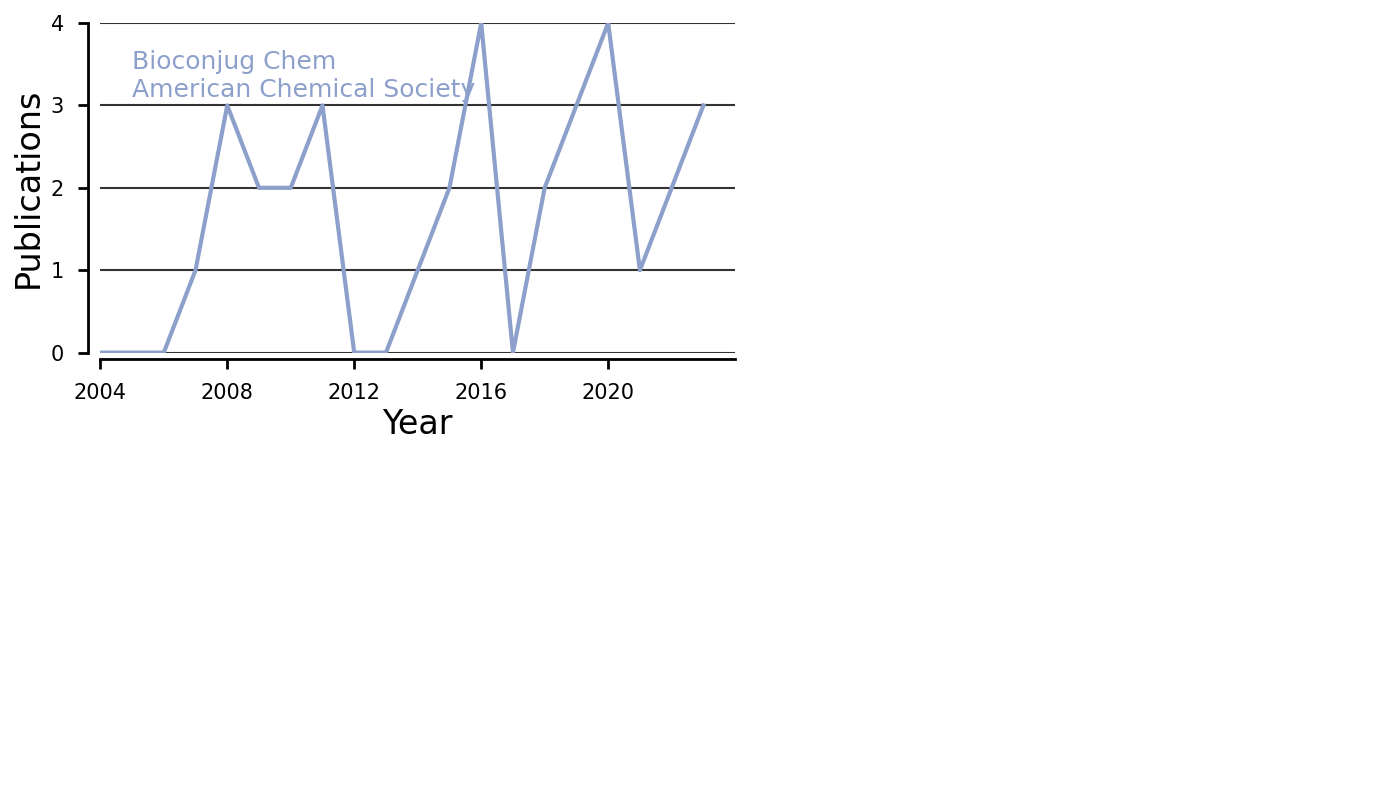 4
Bioconjug Chem
American Chemical Society
3
2
1
0
Publications
2004 2008 2012 2016 2020
Year